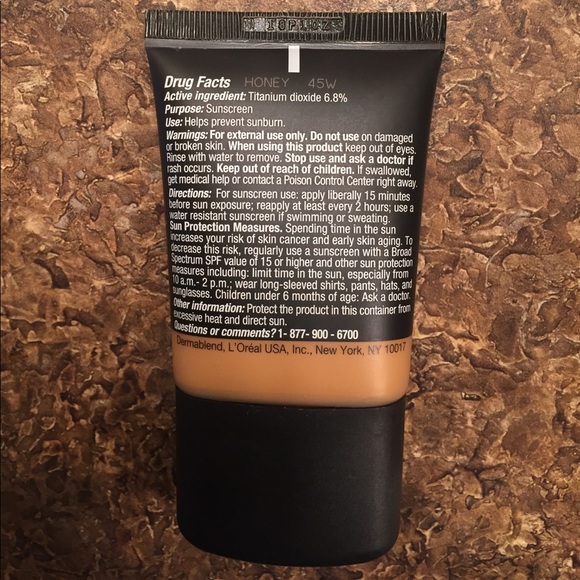 Drug Facts HONEY 45W
Active ingredient: Titanium dioxide 6.8%
Purpose: Sunscreen
Use: Helps prevent sunburn.
Warnings: For external use only. Do not use on damaged
or broken skin. When using this product keep out of eyes.
Rinse with water to remove. Stop use and ask a doctor if
rash occurs. Keep out of reach of children. If swallowed,
get medical help or contact a Poison Control Center right away.
Directions: For sunscreen use: apply liberally 15 minutes
before sun exposure; reapply at least every 2 hours; use a
water resistant sunscreen if swimming or sweating.
Sun Protection Measures. Spending time in the sun
increases your risk of skin cancer and early skin aging. To
decrease this risk, regularly use a sunscreen with a Broad
Spectrum SPF value of 15 or higher and other sun protection
measures including: limit time in the sun, especially from
10 a.m.- 2 p.m.; wear long-sleeved shirts, pants, hats, and
sunglasses. Children under 6 months of age: Ask a doctor.
Other information: Protect the product in this container from
excessive heat and direct sun.
Questions or comments? 1- 877- 900 - 6700
Dermablend, L'Oréal USA, Inc., New York, NY 10017